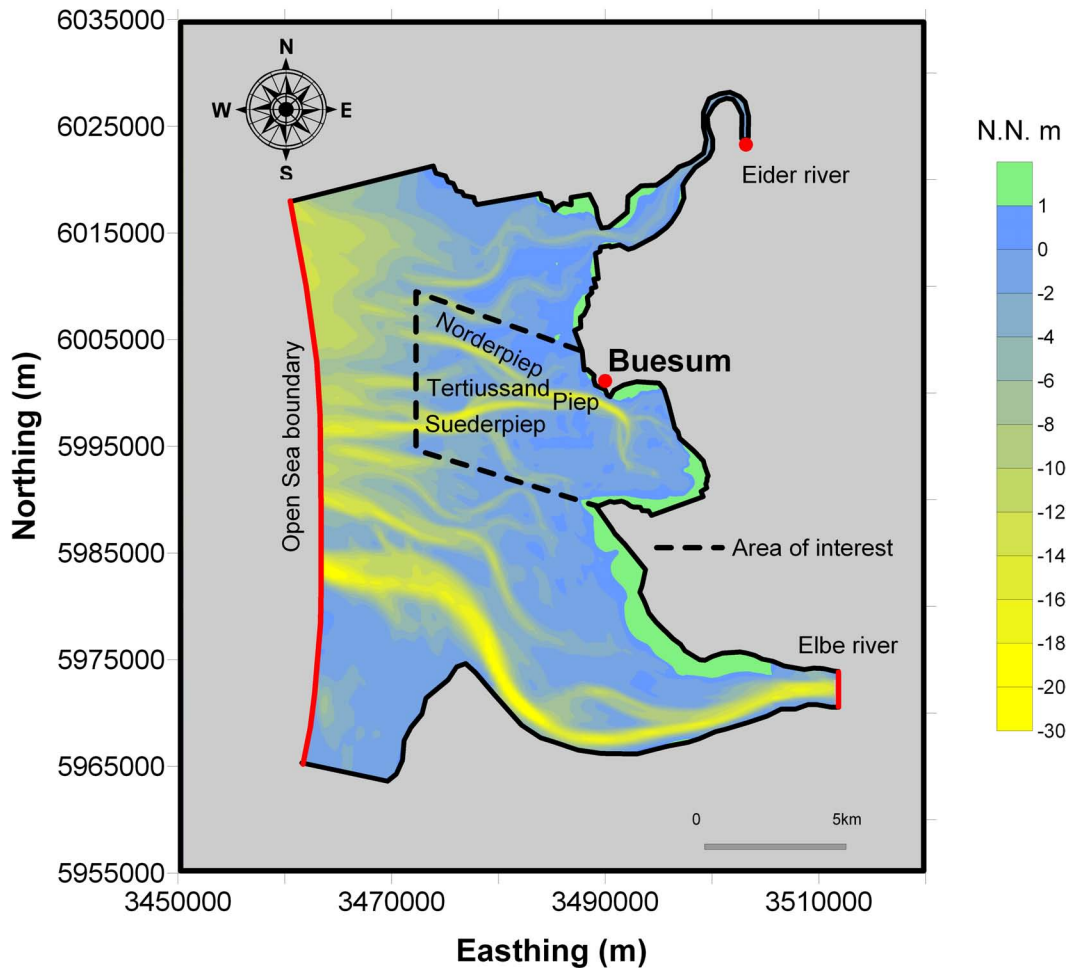 6035000
6025000
6015000
6005000
5995000
5985000
5975000
5965000
5955000
Northing (m)
3450000
3470000
3490000
3510000
Easthing (m)
N
W
E
S
Eider river
Open Sea boundary
Norderpiep
Buesum
Tertiussand
Piep
Suederpiep
Area of interest
Elbe river
0
5km
N.N. m
1
0
-2
-4
-6
-8
-10
-12
-14
-16
-18
-20
-30